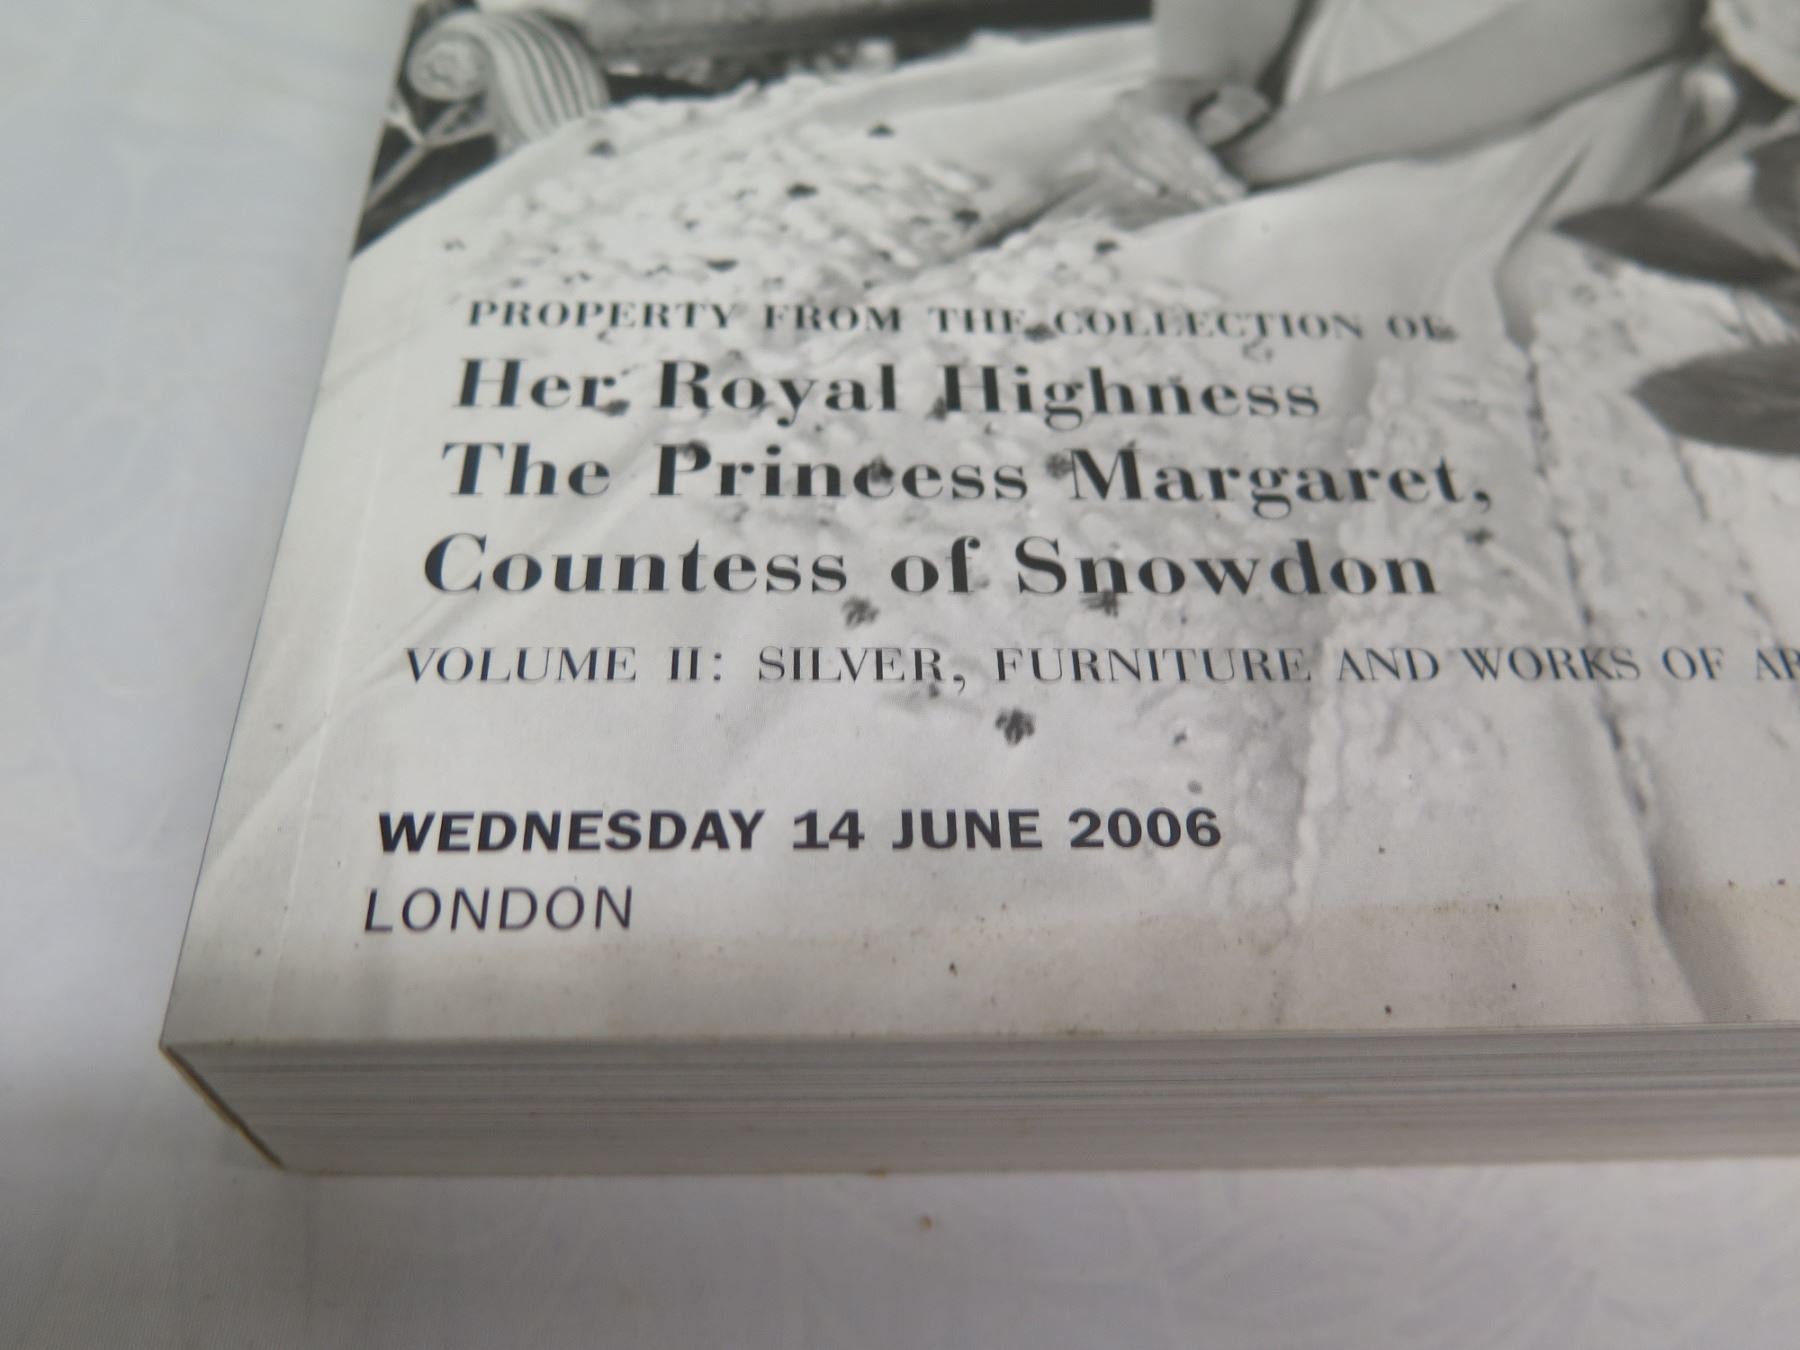 PROPERTY FROM THE COLLECTION OF
Her Royal Highness
The Princess Margaret,
Countess of Snowdon
VOLUME II: SILVER, FURNITURE AND WORKS OF AR
WEDNESDAY 14 JUNE 2006
LONDON